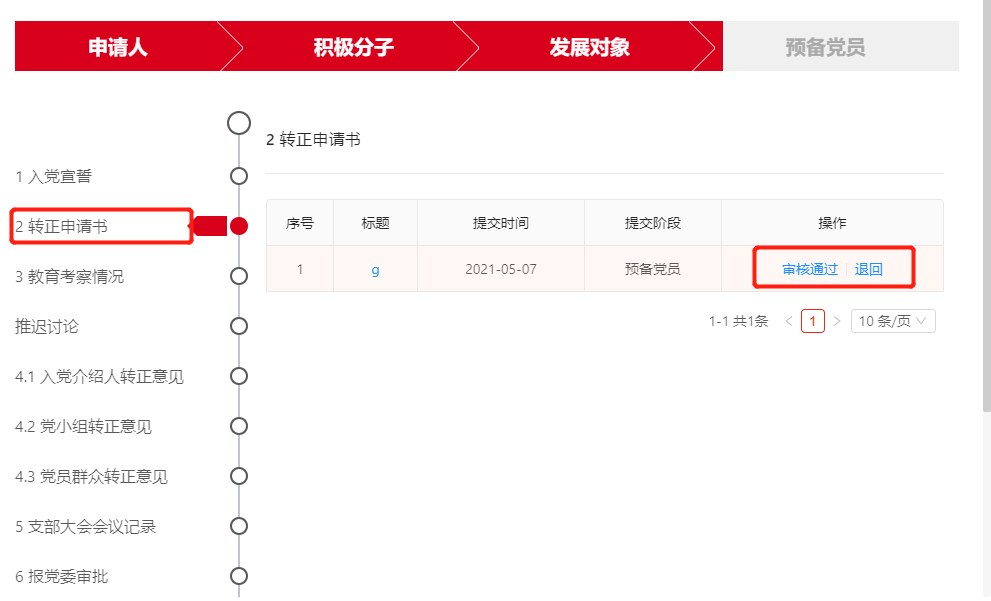 申请人 积极分子 发展对象 预备党员
2 转正申请书
1 入党宣誓
2 转正申请书
3 教育考察情况
推迟讨论
4.1 入党介绍人转正意见
4.2 党小组转正意见
4.3 党员群众转正意见
5 支部大会会议记录
6 报党委审批
序号 标题 提交时间 提交阶段 操作
1 g 2021-05-07 预备党员 审核通过 退回
1-1 共1条 < 1 > 10 条/页